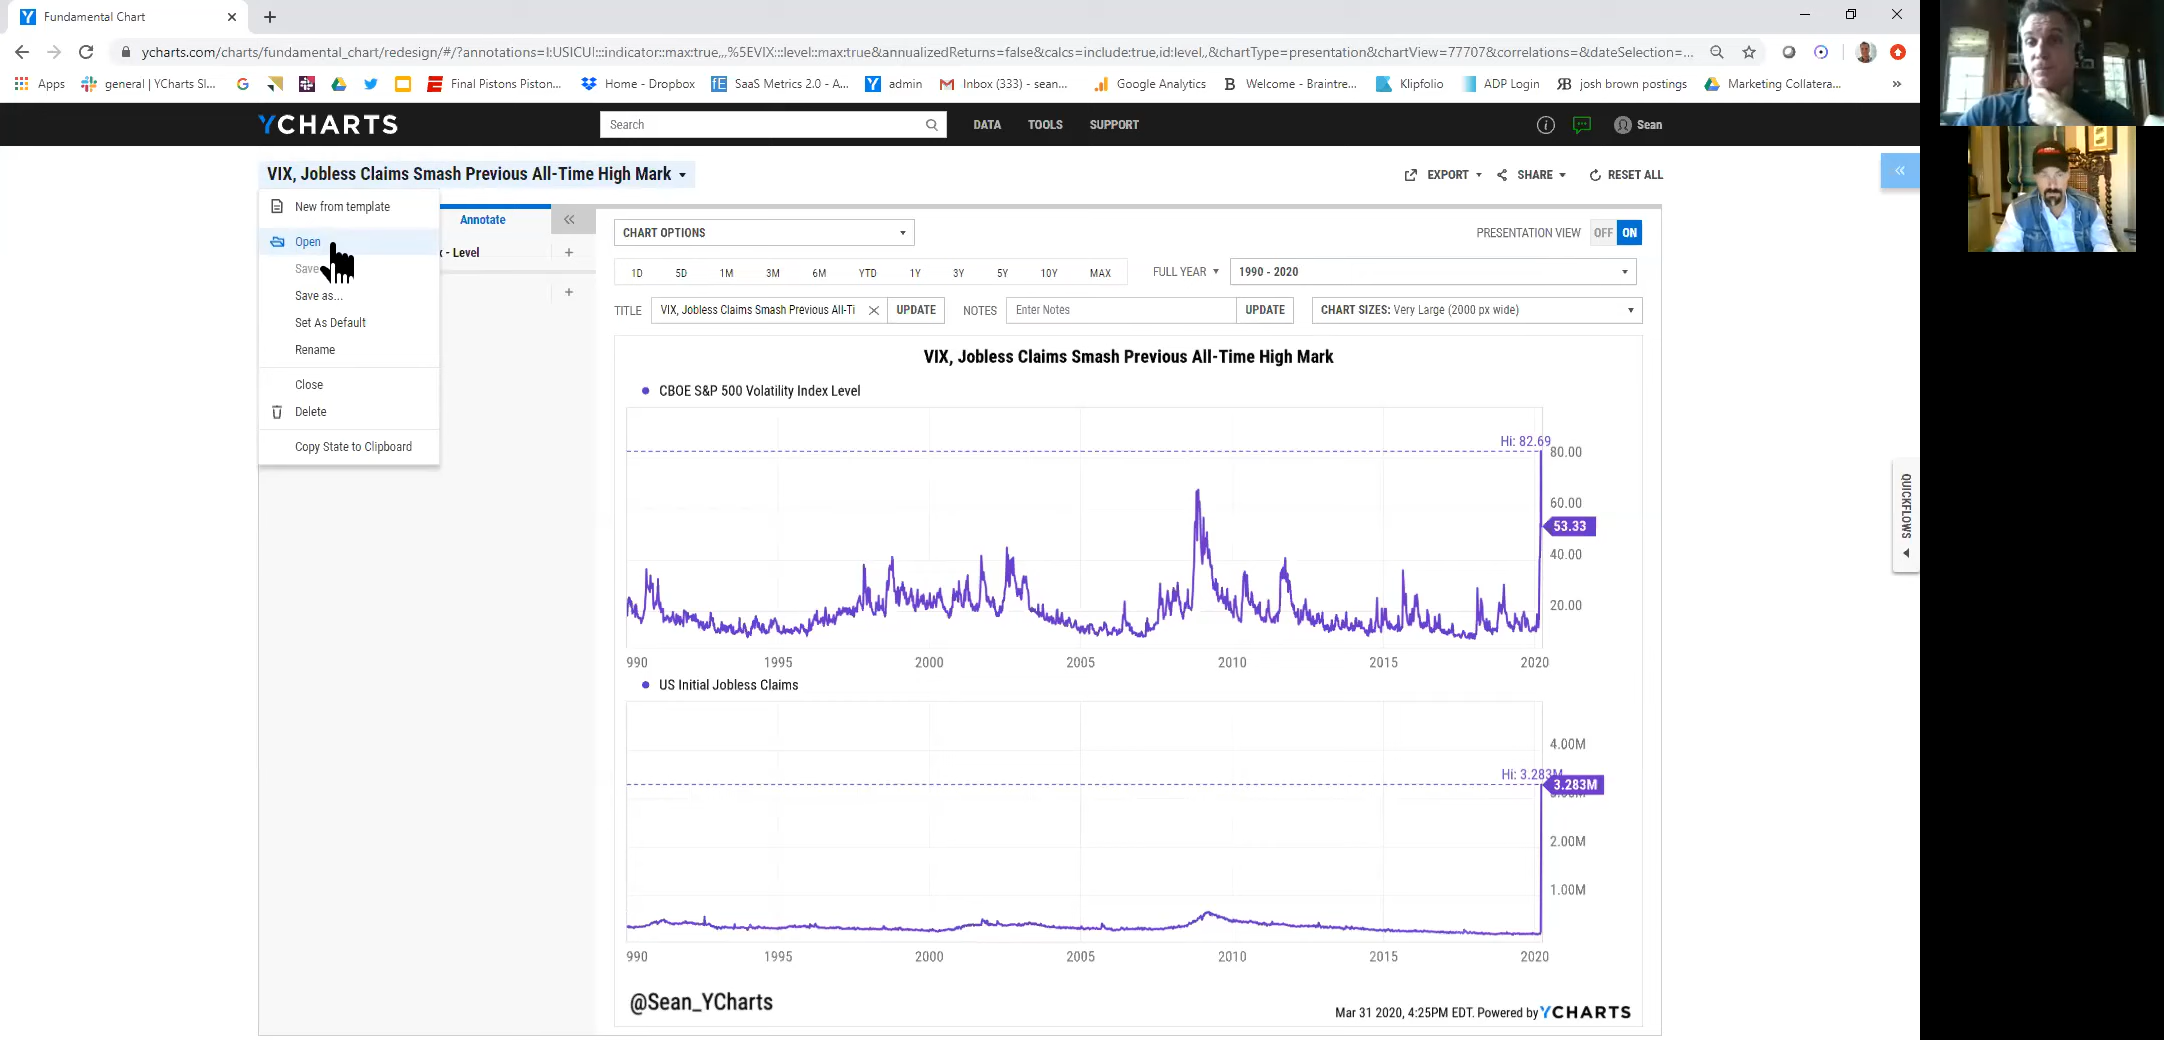 Fundamental Chart
ycharts.com/charts/fundamental_chart/redesign/#/?annotations=I:USICUI:::indicator::max:true,,,%5EVIX:::level::max:true&annualizedReturns=false&calcs=include:true,id:level,,&chartType=presentation&chartView=77707&correlations=&dateSelection=...
Apps general | YCharts Sl... Final Pistons Piston... Home - Dropbox SaaS Metrics 2.0 - A... admin Inbox (333) - sean... Google Analytics Welcome - Braintre... Klipfolio ADP Login josh brown postings Marketing Collatera... »
YCHARTS Search DATA TOOLS SUPPORT Sean
VIX, Jobless Claims Smash Previous All-Time High Mark EXPORT SHARE RESET ALL
New from template
Open
Save
Save as...
Set As Default
Rename
Close
Delete
Copy State to Clipboard
Annotate
x - Level
CHART OPTIONS PRESENTATION VIEW OFF ON
1D 5D 1M 3M 6M YTD 1Y 3Y 5Y 10Y MAX FULL YEAR 1990 - 2020
TITLE VIX, Jobless Claims Smash Previous All-Ti UPDATE NOTES Enter Notes UPDATE CHART SIZES: Very Large (2000 px wide)
VIX, Jobless Claims Smash Previous All-Time High Mark
CBOE S&P 500 Volatility Index Level
Hi: 82.69
80.00
60.00
53.33
40.00
20.00
990 1995 2000 2005 2010 2015 2020
US Initial Jobless Claims
4.00M
Hi: 3.283M
3.283M
2.00M
1.00M
990 1995 2000 2005 2010 2015 2020
@Sean_YCharts
Mar 31 2020, 4:25PM EDT. Powered by YCHARTS
QUICKFLOWS